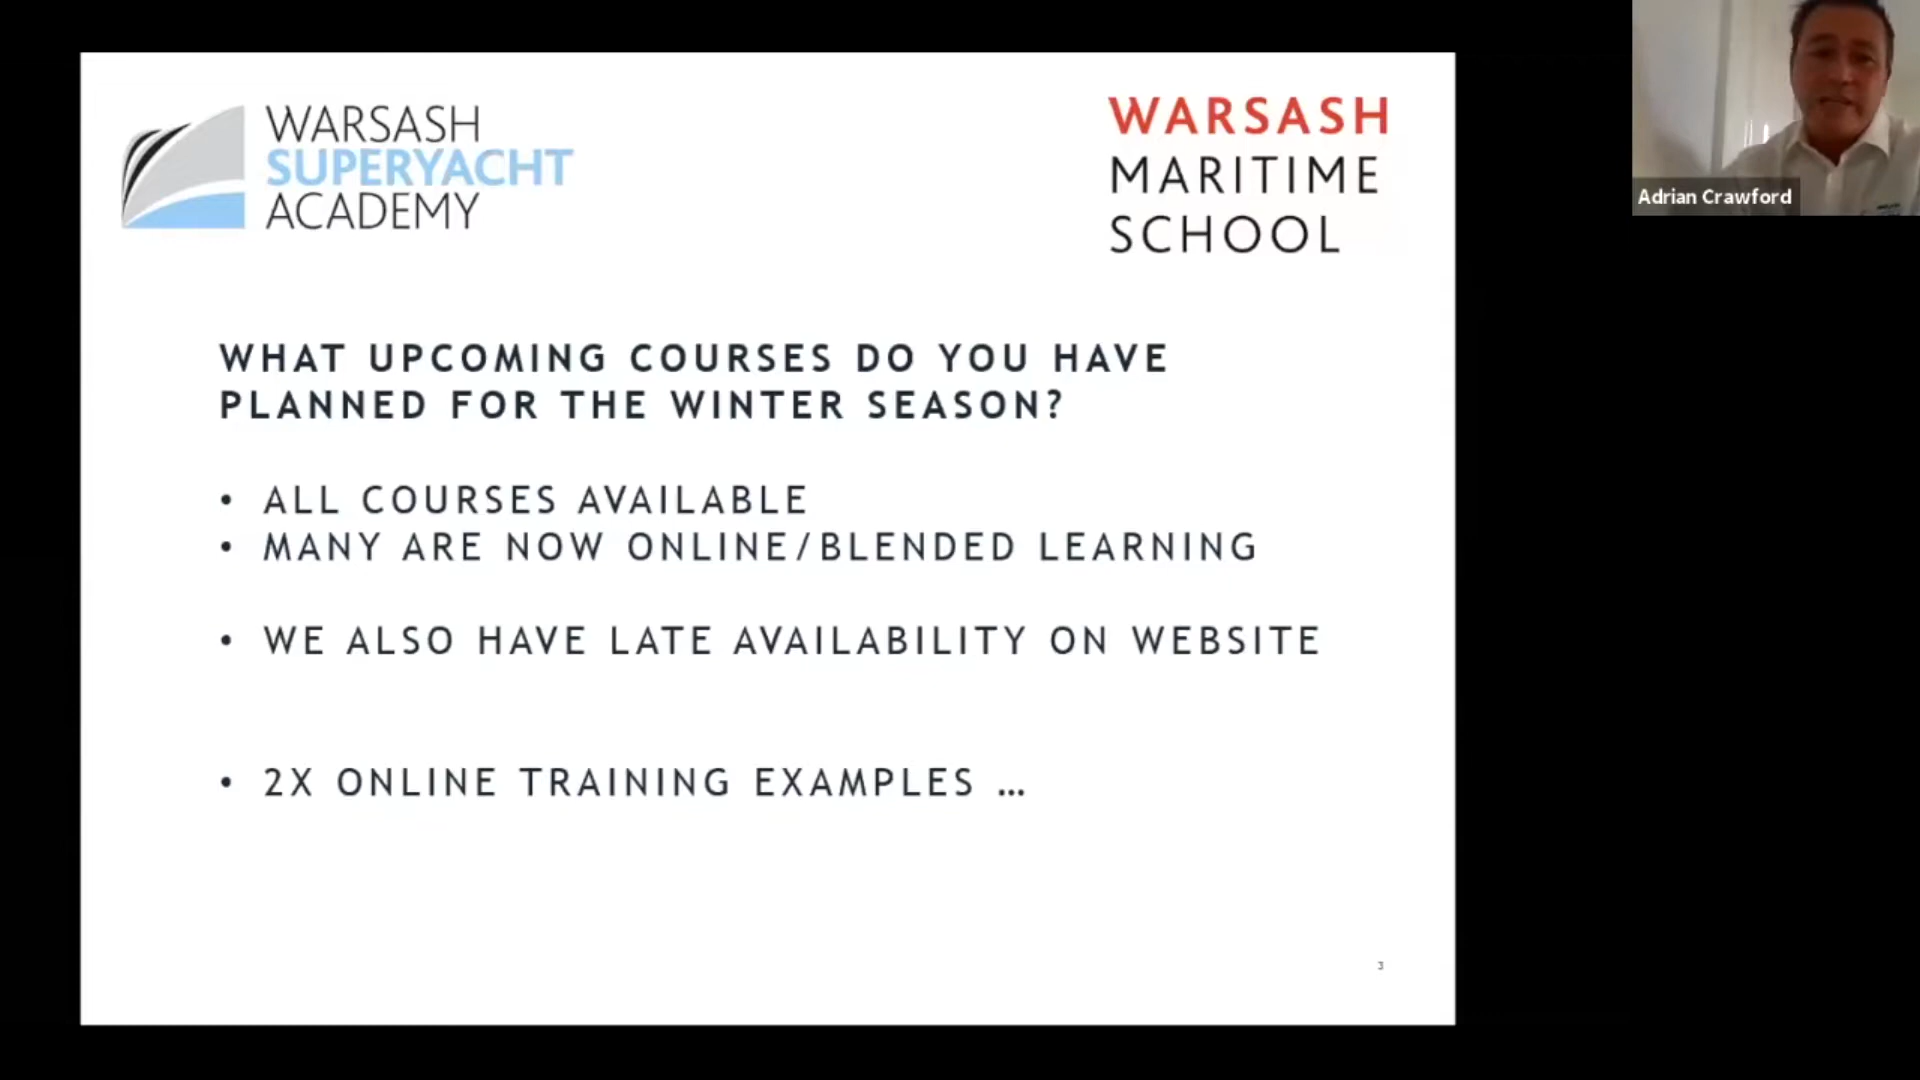 WARSASH
SUPERYACHT
ACADEMY
WARSASH
MARITIME
SCHOOL
Adrian Crawford
WHAT UPCOMING COURSES DO YOU HAVE
PLANNED FOR THE WINTER SEASON?
• ALL COURSES AVAILABLE
• MANY ARE NOW ONLINE/BLENDED LEARNING
• WE ALSO HAVE LATE AVAILABILITY ON WEBSITE
• 2X ONLINE TRAINING EXAMPLES ...
3